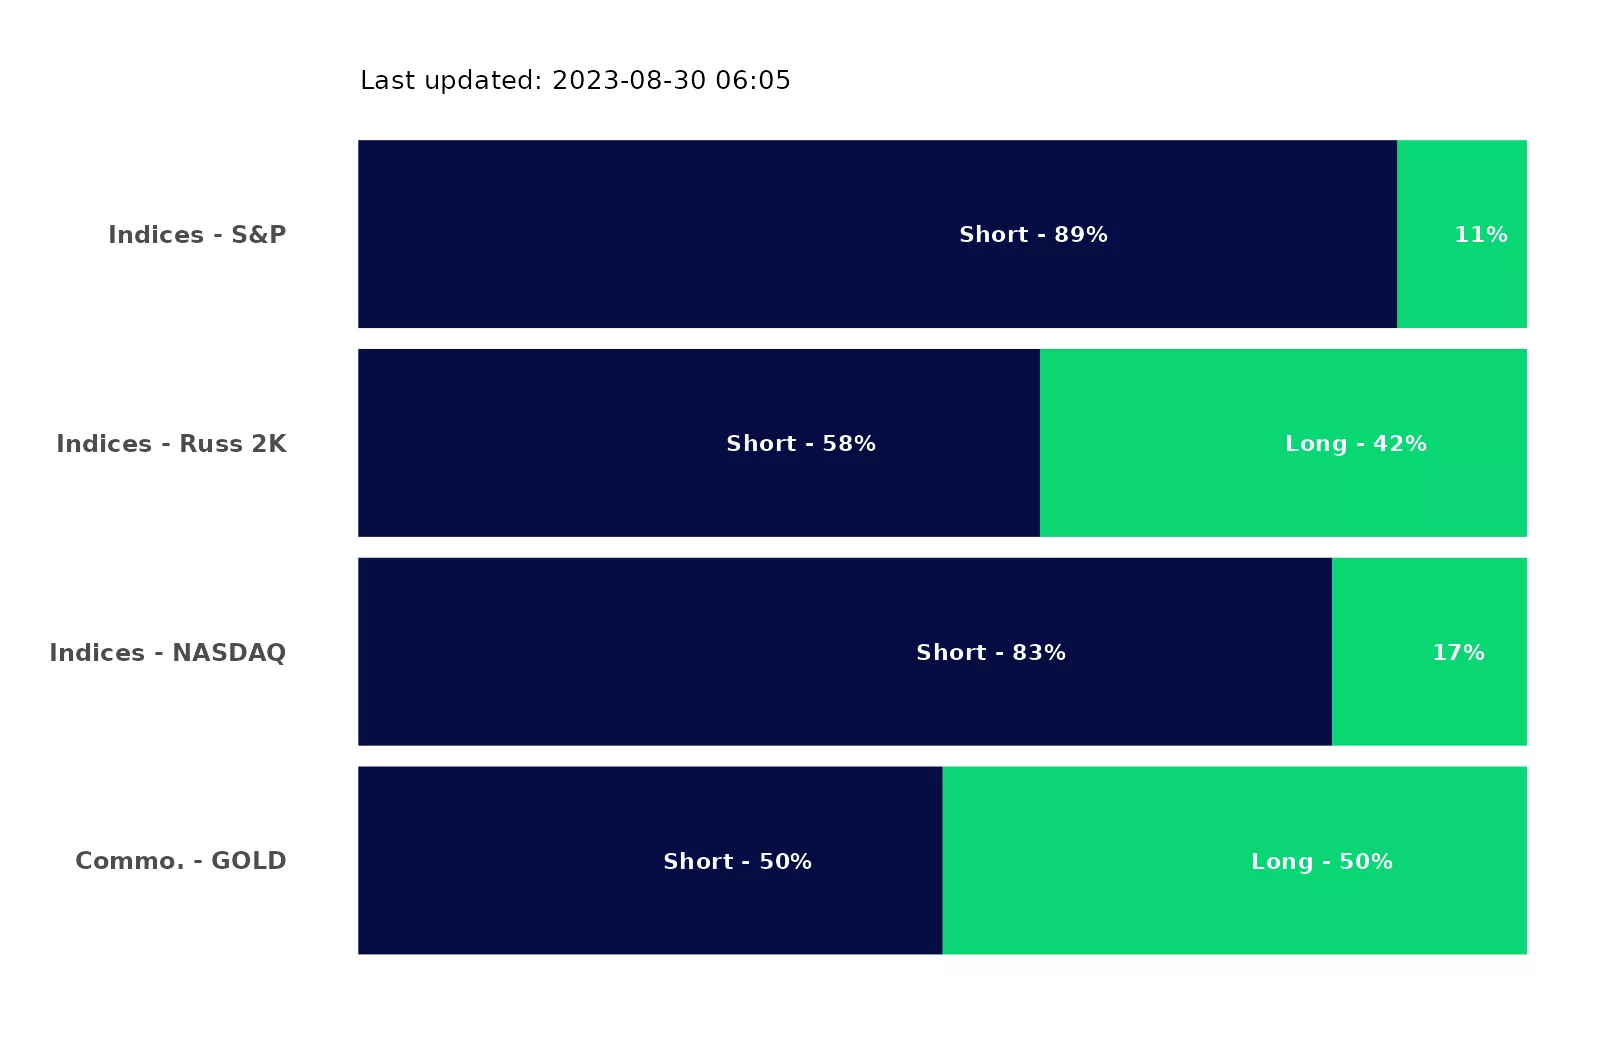 Last updated: 2023-08-30 06:05
Indices - S&P
Short - 89%
11%
Indices - Russ 2K
Short - 58%
Long - 42%
Indices - NASDAQ
Short - 83%
17%
Commo. - GOLD
Short - 50%
Long - 50%